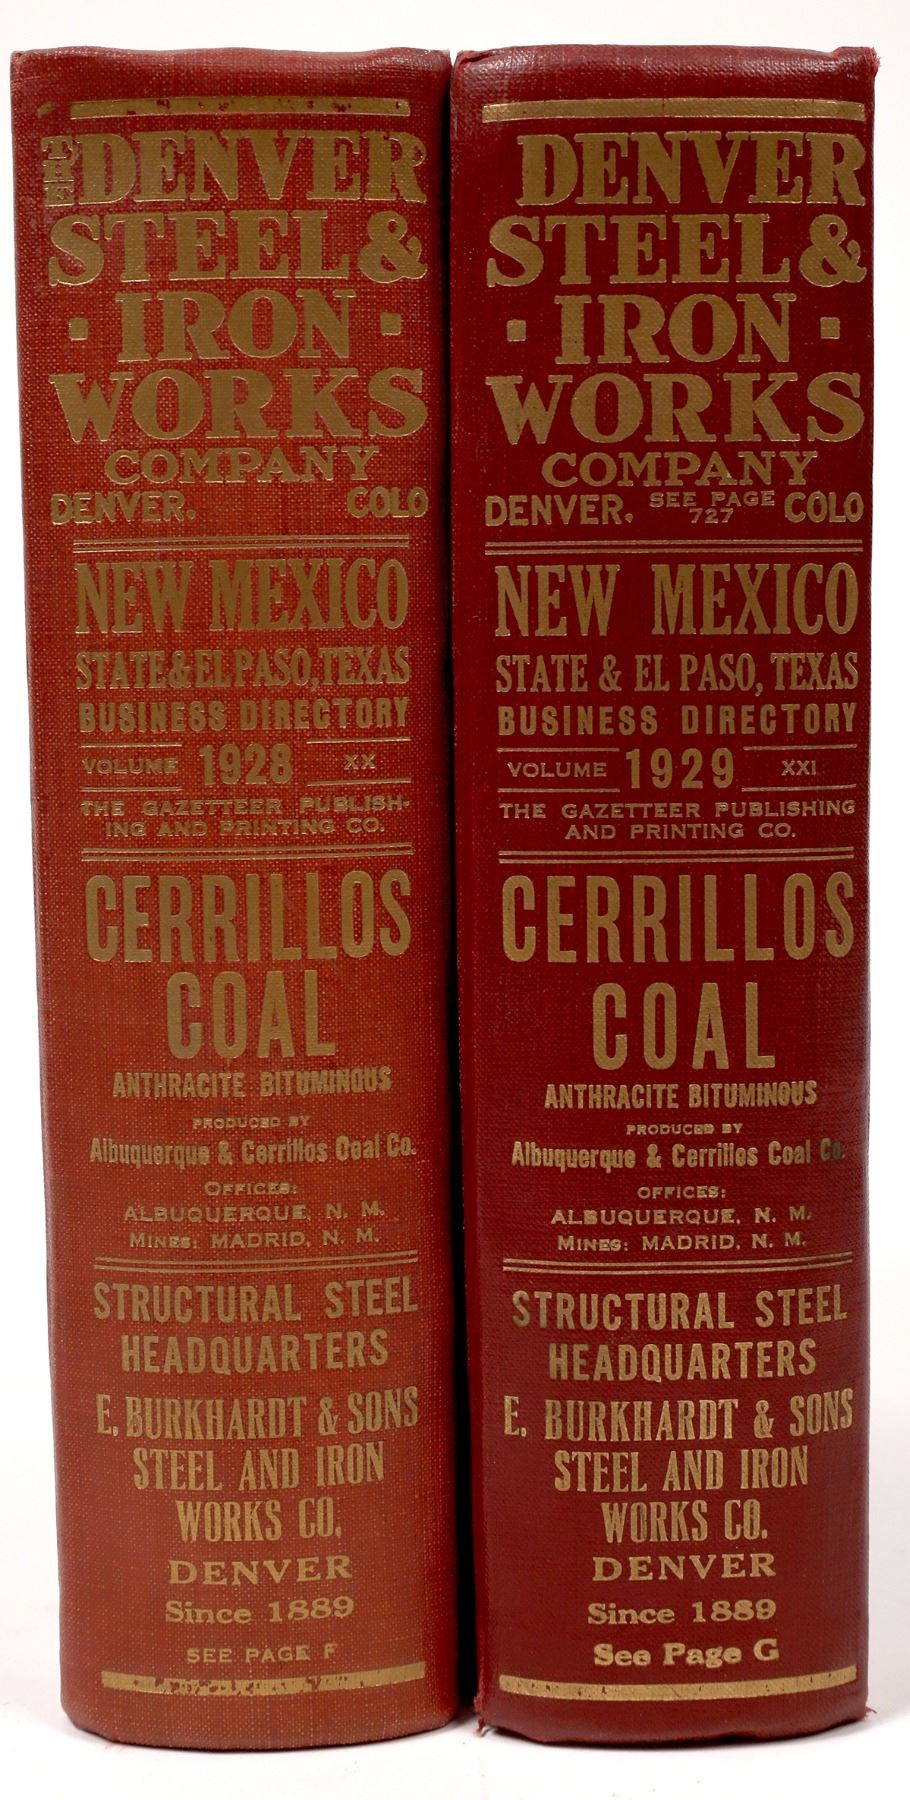 THE DENVER
STEEL &
· IRON ·
WORKS
COMPANY
DENVER. COLO
NEW MEXICO
STATE & EL PASO, TEXAS
BUSINESS DIRECTORY
VOLUME 1928 XX
THE GAZETTEER PUBLISH-
ING AND PRINTING CO.
CERRILLOS
COAL
ANTHRACITE BITUMINOUS
PRODUCED BY
Albuquerque & Cerrillos Coal Co.
OFFICES:
ALBUQUERQUE, N. M.
MINES: MADRID, N. M.
STRUCTURAL STEEL
HEADQUARTERS
E. BURKHARDT & SONS
STEEL AND IRON
WORKS CO.
DENVER
Since 1889
SEE PAGE F
DENVER
STEEL &
· IRON ·
WORKS
COMPANY
DENVER. SEE PAGE 727 COLO
NEW MEXICO
STATE & EL PASO, TEXAS
BUSINESS DIRECTORY
VOLUME 1929 XXI
THE GAZETTEER PUBLISHING
AND PRINTING CO.
CERRILLOS
COAL
ANTHRACITE BITUMINOUS
PRODUCED BY
Albuquerque & Cerrillos Coal Co.
OFFICES:
ALBUQUERQUE, N. M.
MINES: MADRID, N. M.
STRUCTURAL STEEL
HEADQUARTERS
E. BURKHARDT & SONS
STEEL AND IRON
WORKS CO.
DENVER
Since 1889
See Page G